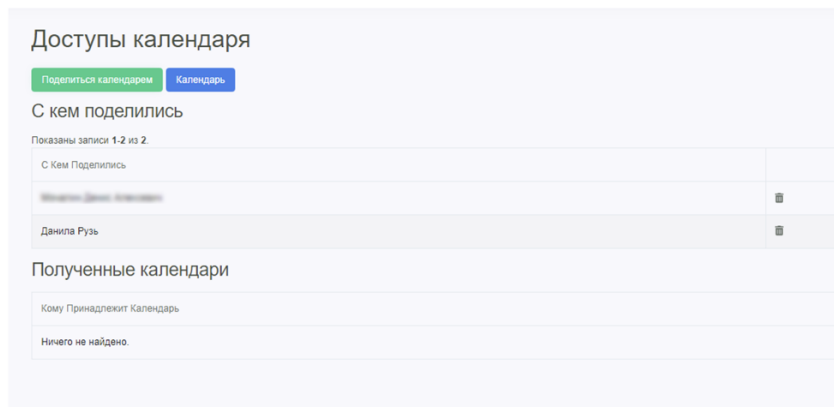 Доступы календаря
Поделиться календарем Календарь
С кем поделились
Показаны записи 1-2 из 2.
С Кем Поделились
Данила Рузь
Полученные календари
Кому Принадлежит Календарь
Ничего не найдено.